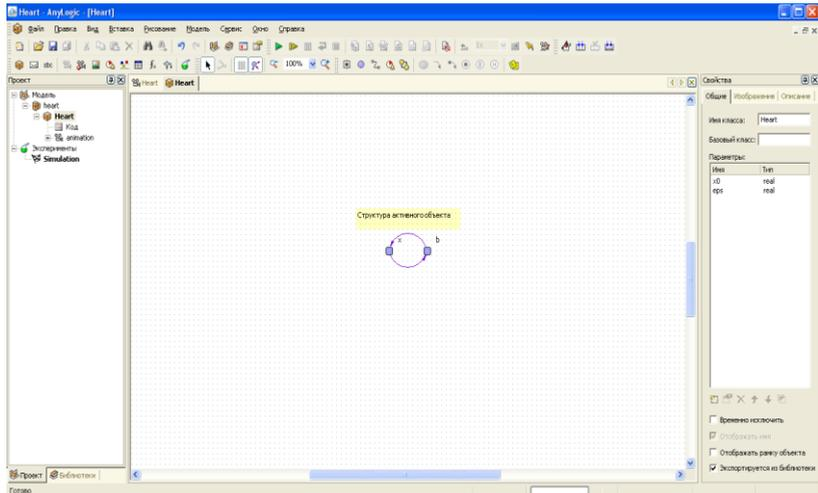 Heart - AnyLogic - [Heart]
Файл Правка Вид Вставка Рисование Модель Сервис Окно Справка
100%
Проект
Heart Heart
Свойства
Модель
heart
Heart
Код
animation
Эксперименты
Simulation
Общие Изображение Описание
Имя класса: Heart
Базовый класс:
Параметры:
Имя Тип
x0 real
eps real
Структура активного объекта
x b
Временно исключить
Отображать имя
Отображать рамку объекта
Экспортируется из библиотеки
Проект Библиотеки
Готово